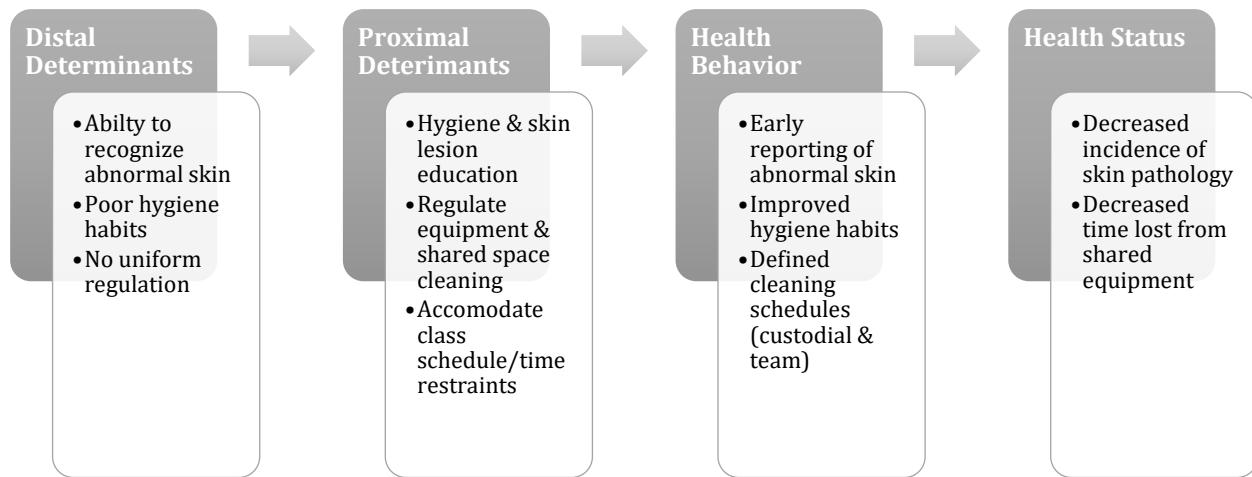 Distal
Determinants
•Abilty to
recognize
abnormal skin
•Poor hygiene
habits
•No uniform
regulation
Proximal
Deterimants
•Hygiene & skin
lesion
education
•Regulate
equipment &
shared space
cleaning
•Accomodate
class
schedule/time
restraints
Health
Behavior
•Early
reporting of
abnormal skin
•Improved
hygiene habits
•Defined
cleaning
schedules
(custodial &
team)
Health Status
•Decreased
incidence of
skin pathology
•Decreased
time lost from
shared
equipment